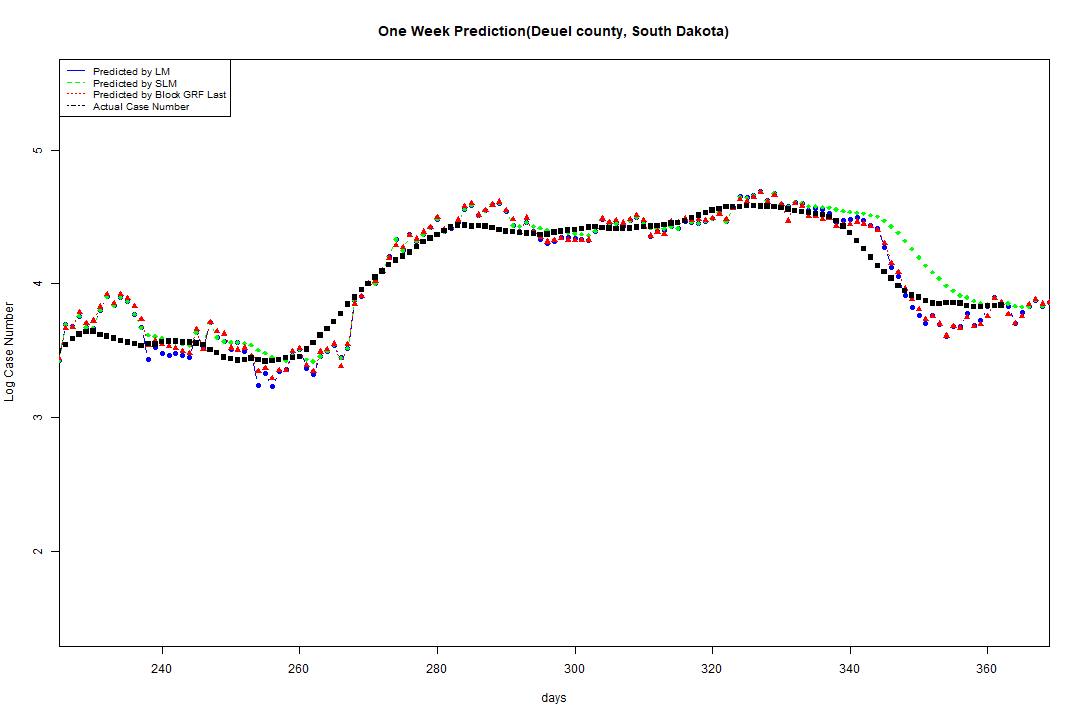 One Week Prediction(Deuel county, South Dakota)
Predicted by LM
Predicted by SLM
Predicted by Block GRF Last
Actual Case Number
Log Case Number
5
4
3
2
240 260 280 300 320 340 360
days